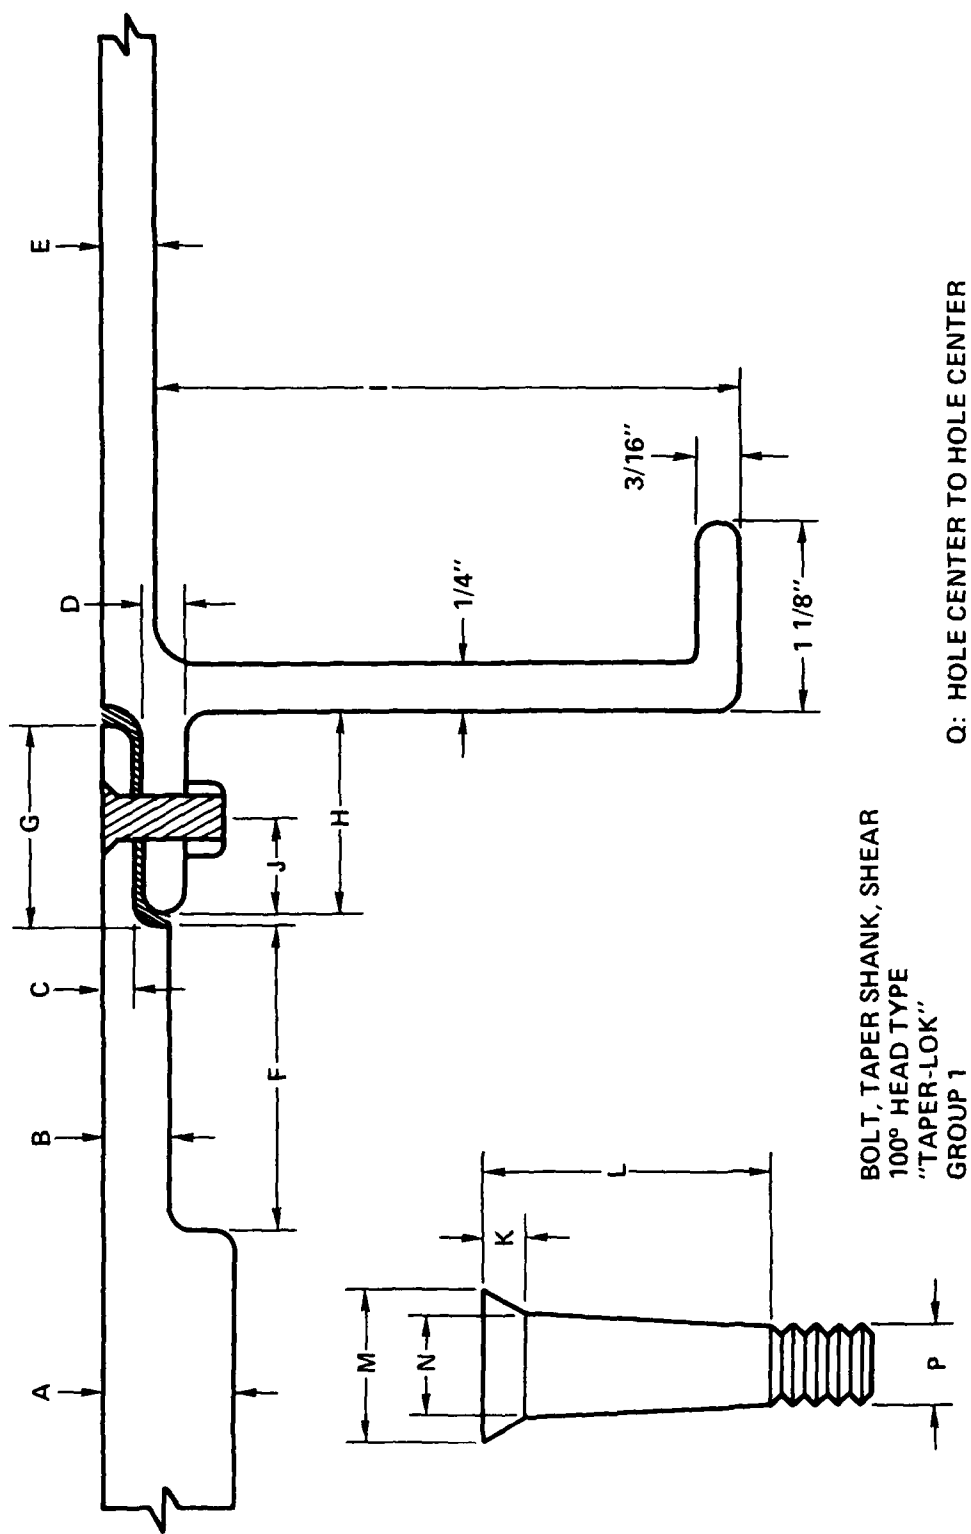 A
B
C
D
E
F
G
H
I
J
1/4″
3/16″
1 1/8″
K
L
M
N
P
BOLT, TAPER SHANK, SHEAR
100° HEAD TYPE
"TAPER-LOK"
GROUP 1
Q: HOLE CENTER TO HOLE CENTER